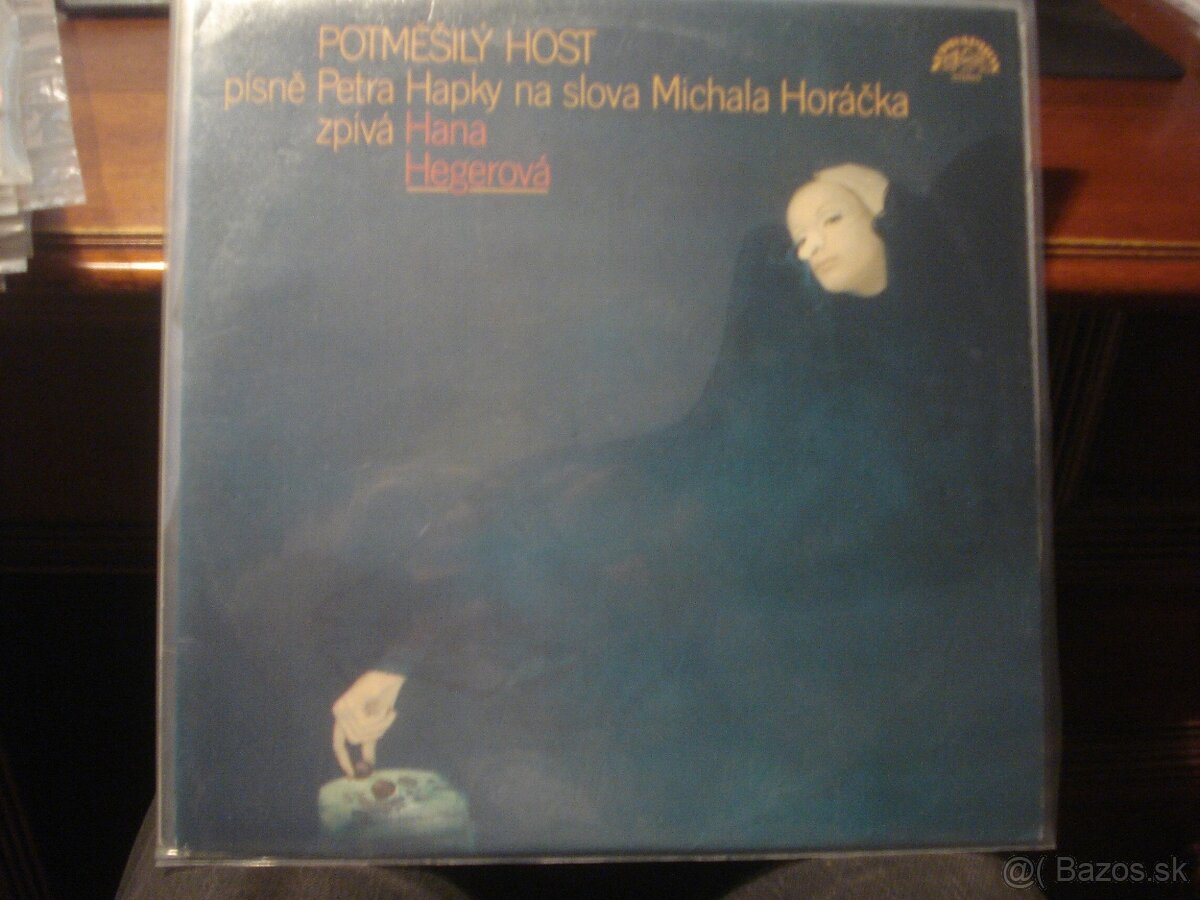 POTMĚŠILÝ HOST
písně Petra Hapky na slova Michala Horáčka
zpívá Hana
Hegerová
@( Bazos.sk